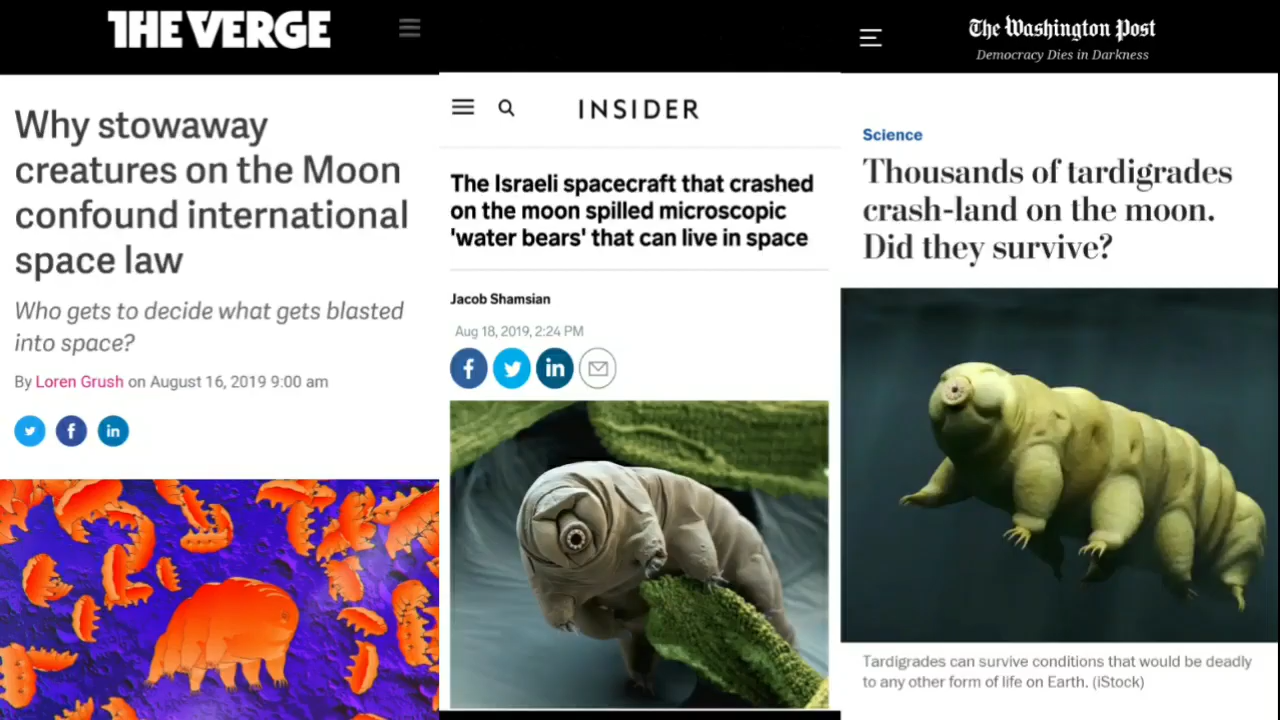 THE VERGE
Why stowaway
creatures on the Moon
confound international
space law
Who gets to decide what gets blasted
into space?
By Loren Grush on August 16, 2019 9:00 am
INSIDER
The Israeli spacecraft that crashed
on the moon spilled microscopic
'water bears' that can live in space
Jacob Shamsian
Aug 18, 2019, 2:24 PM
f
in
The Washington Post
Democracy Dies in Darkness
Science
Thousands of tardigrades
crash-land on the moon.
Did they survive?
Tardigrades can survive conditions that would be deadly
to any other form of life on Earth. (iStock)